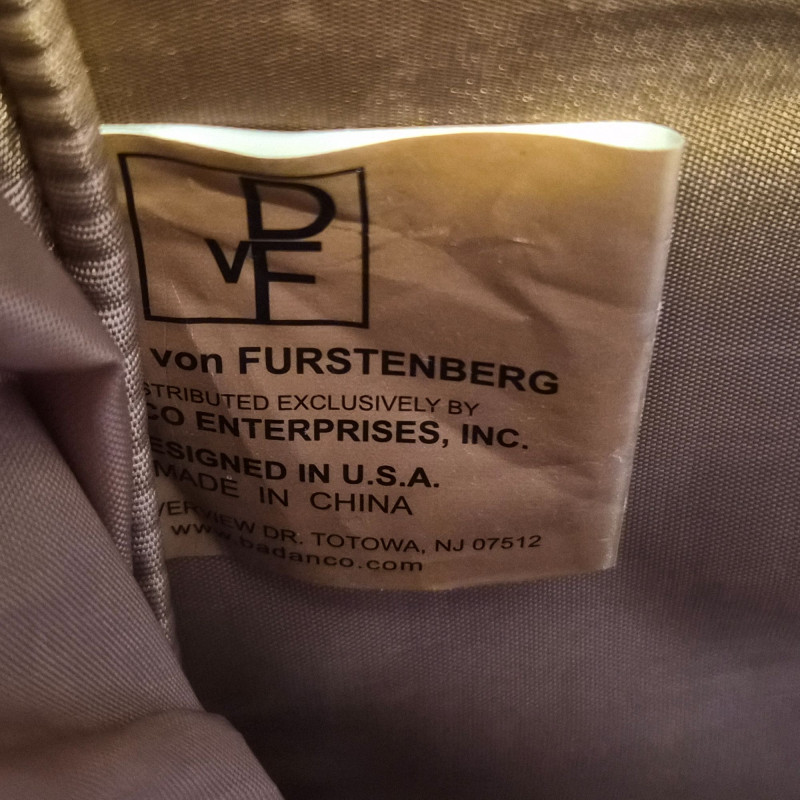 DVF
von FURSTENBERG
STRIBUTED EXCLUSIVELY BY
CO ENTERPRISES, INC.
ESIGNED IN U.S.A.
MADE IN CHINA
VERVIEW DR. TOTOWA, NJ 07512
www.badanco.com